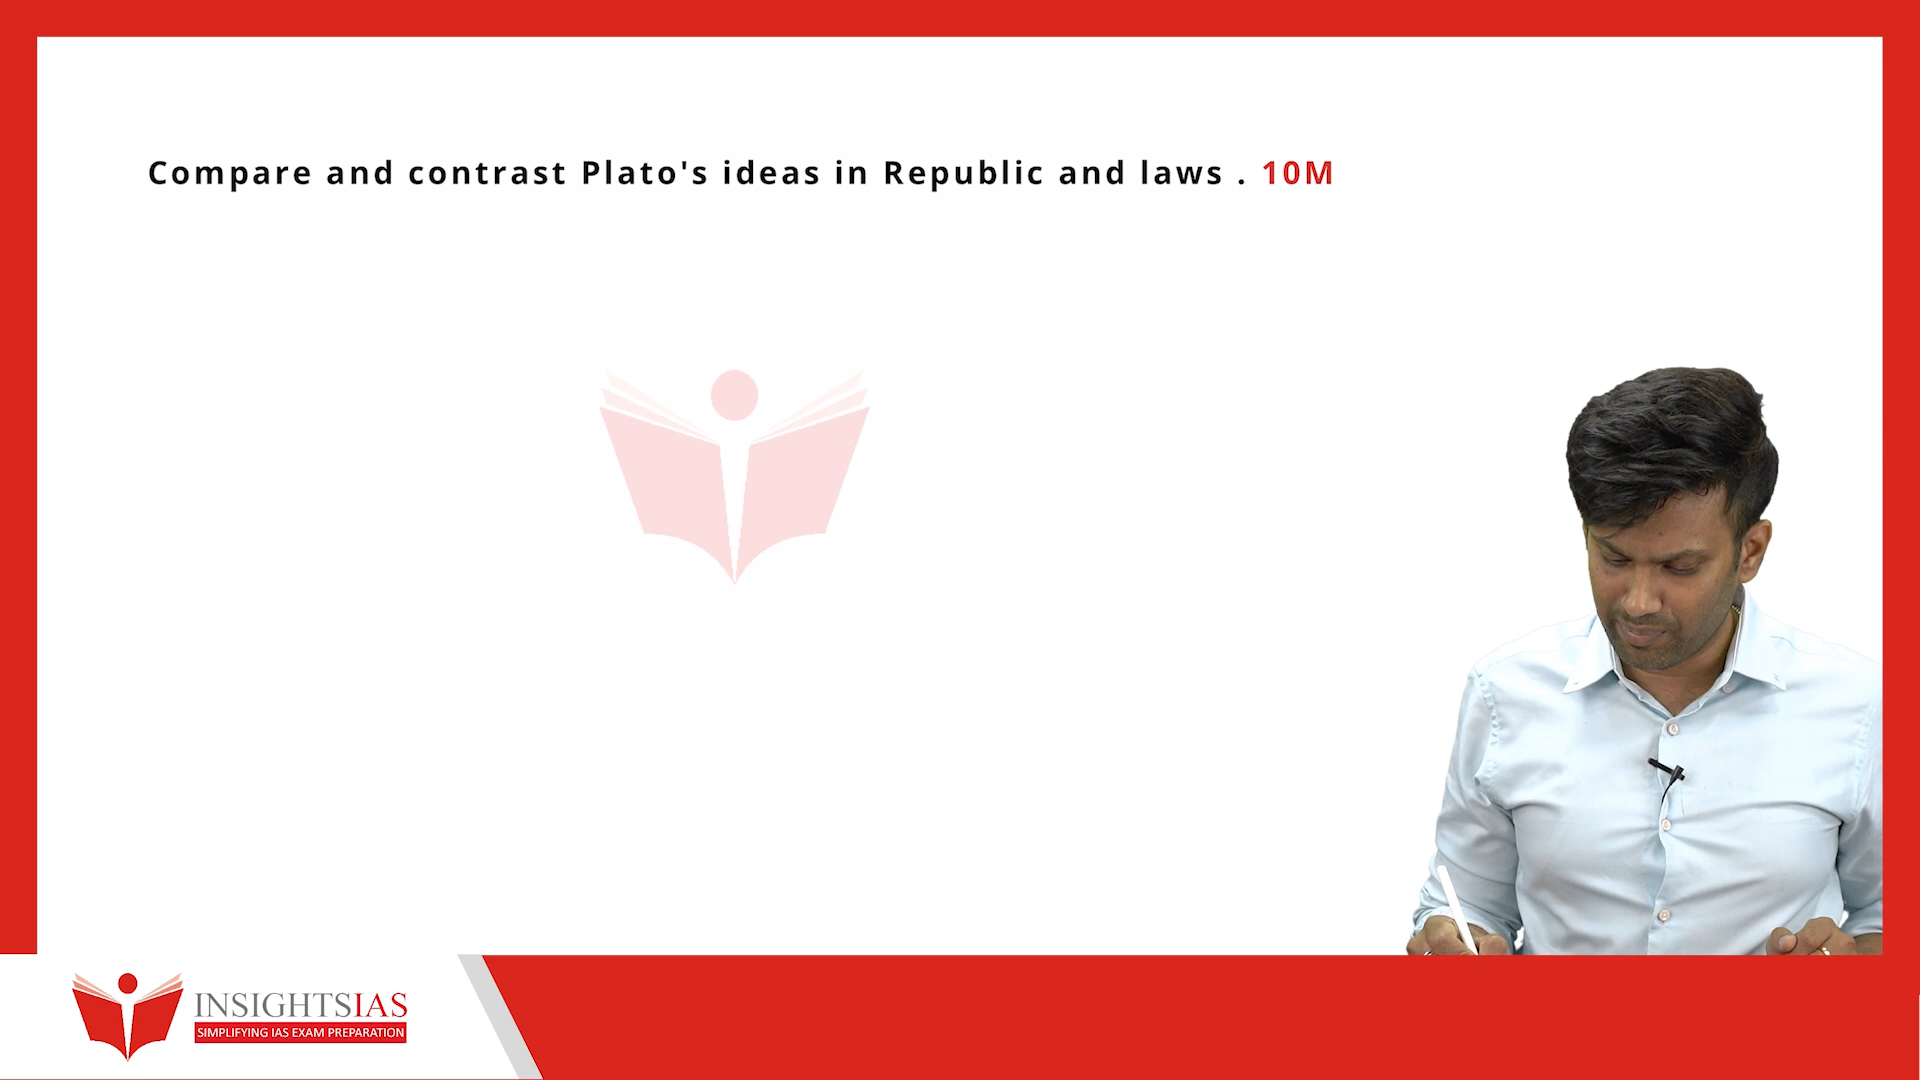 Compare and contrast Plato's ideas in Republic and laws . 10M
INSIGHTSIAS
SIMPLIFYING IAS EXAM PREPARATION